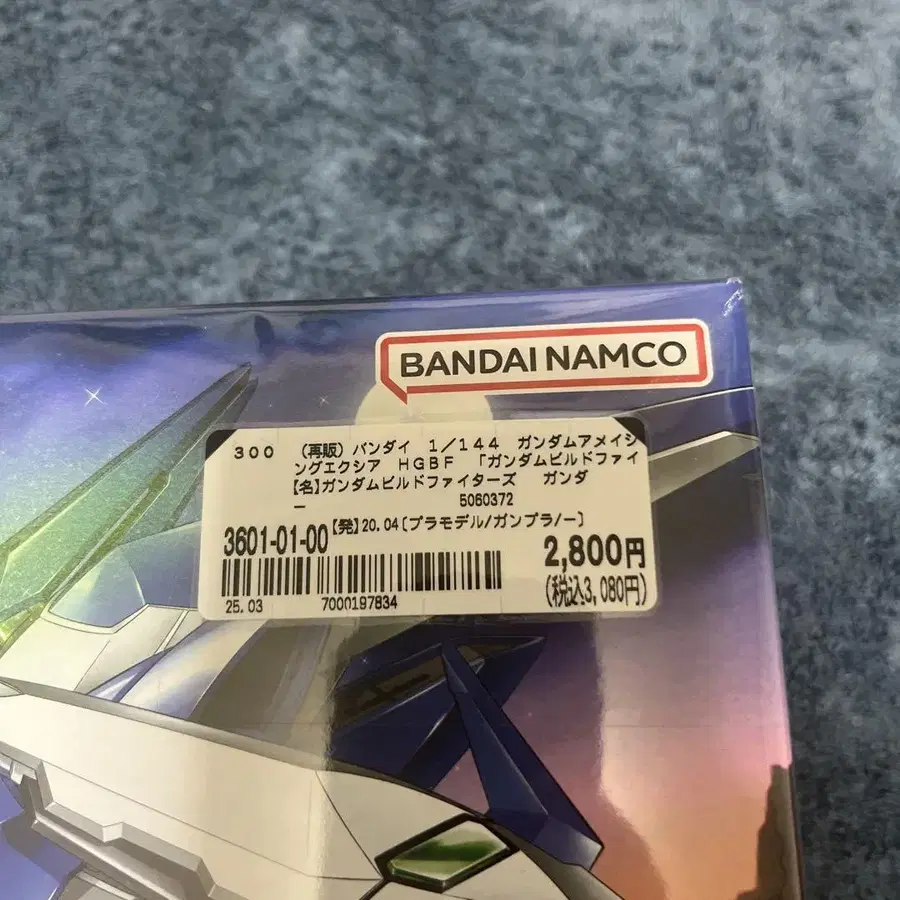 BANDAI NAMCO
300 (再販)バンダイ 1/144 ガンダムアメイジ
ングエクシア HGBF 「ガンダムビルドファイ
【名】ガンダムビルドファイターズ ガンダ
ー 5060372
3601-01-00 【発】20.04〔プラモデル/ガンプラ/ー〕
2,800円
25.03 7000197834 (税込3,080円)